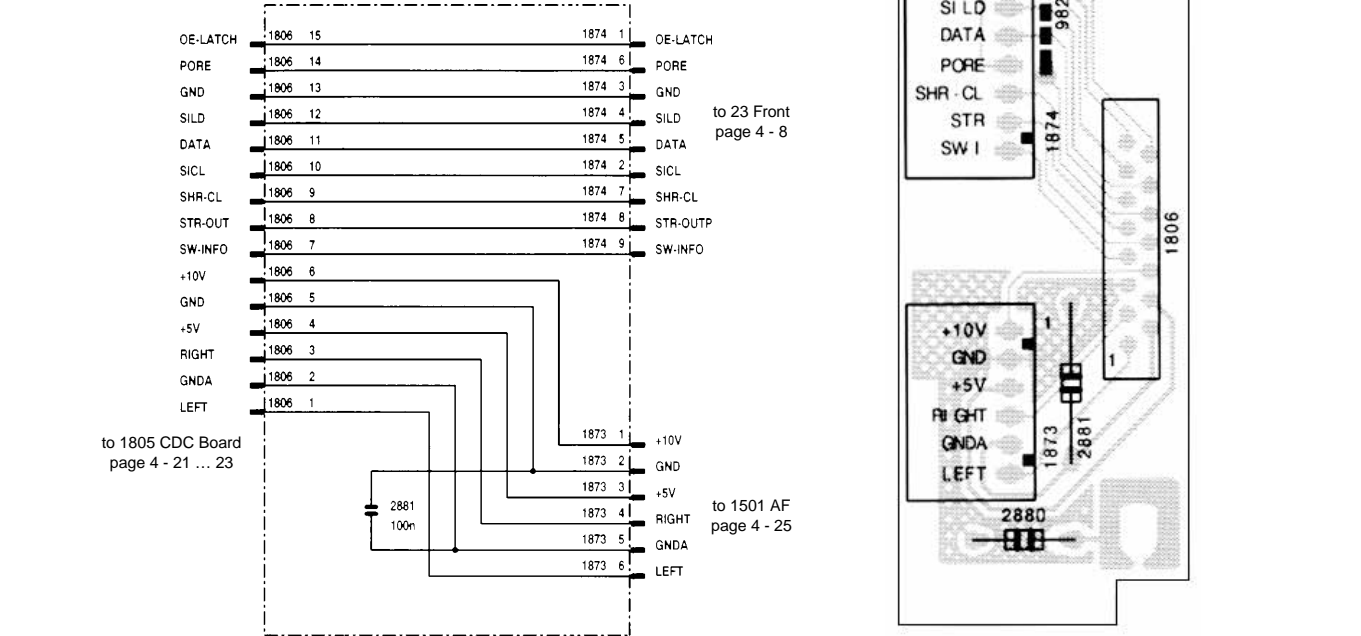 OE-LATCH 1806 15 1874 1 OE-LATCH
PORE 1806 14 1874 6 PORE
GND 1806 13 1874 3 GND
SILD 1806 12 1874 4 SILD
DATA 1806 11 1874 5 DATA
SICL 1806 10 1874 2 SICL
SHR-CL 1806 9 1874 7 SHR-CL
STR-OUT 1806 8 1874 8 STR-OUTP
SW-INFO 1806 7 1874 9 SW-INFO
to 23 Front
page 4 - 8
+10V 1806 6
GND 1806 5
+5V 1806 4
RIGHT 1806 3
GNDA 1806 2
LEFT 1806 1
to 1805 CDC Board
page 4 - 21 ... 23
1873 1 +10V
1873 2 GND
1873 3 +5V
1873 4 RIGHT
1873 5 GNDA
1873 6 LEFT
2881
100n
to 1501 AF
page 4 - 25
SILD
DATA
PORE
SHR-CL
STR
SW I
1874
1806
1
+10V
GND
+5V
RIGHT
GNDA
LEFT
1
1873
2881
2880